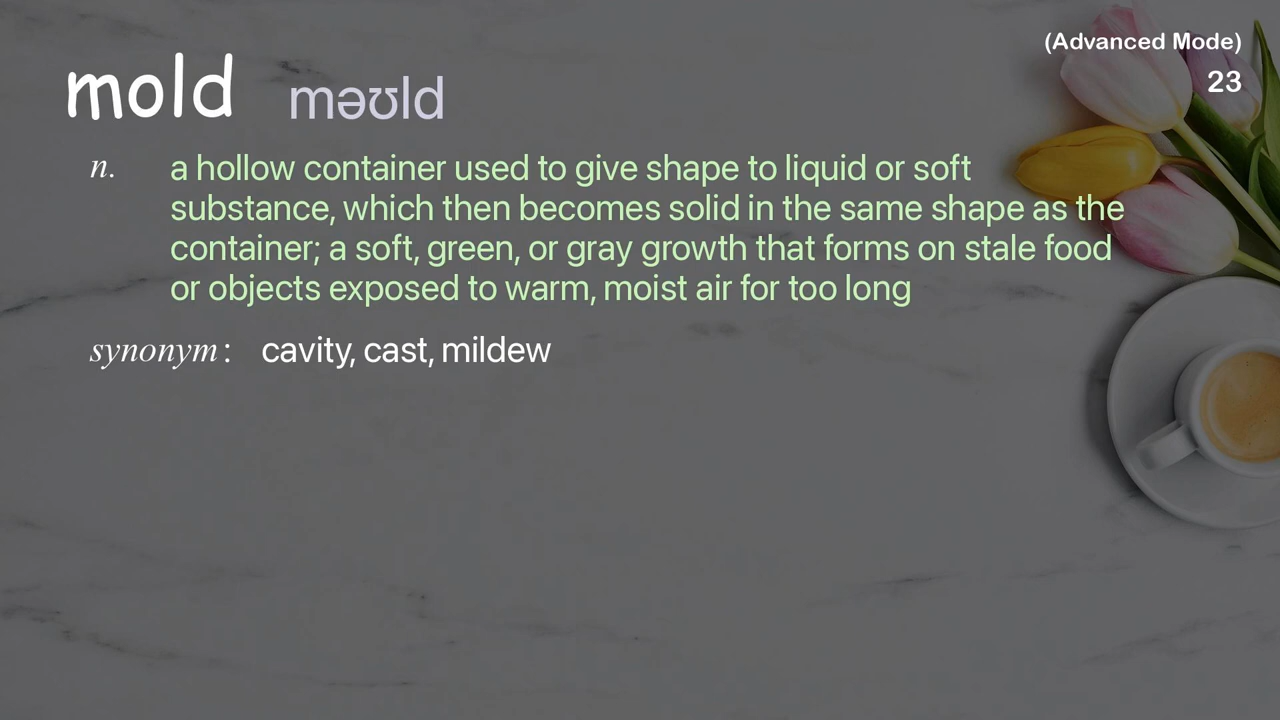 (Advanced Mode)
23
mold məʊld
n. a hollow container used to give shape to liquid or soft
substance, which then becomes solid in the same shape as the
container; a soft, green, or gray growth that forms on stale food
or objects exposed to warm, moist air for too long
synonym: cavity, cast, mildew